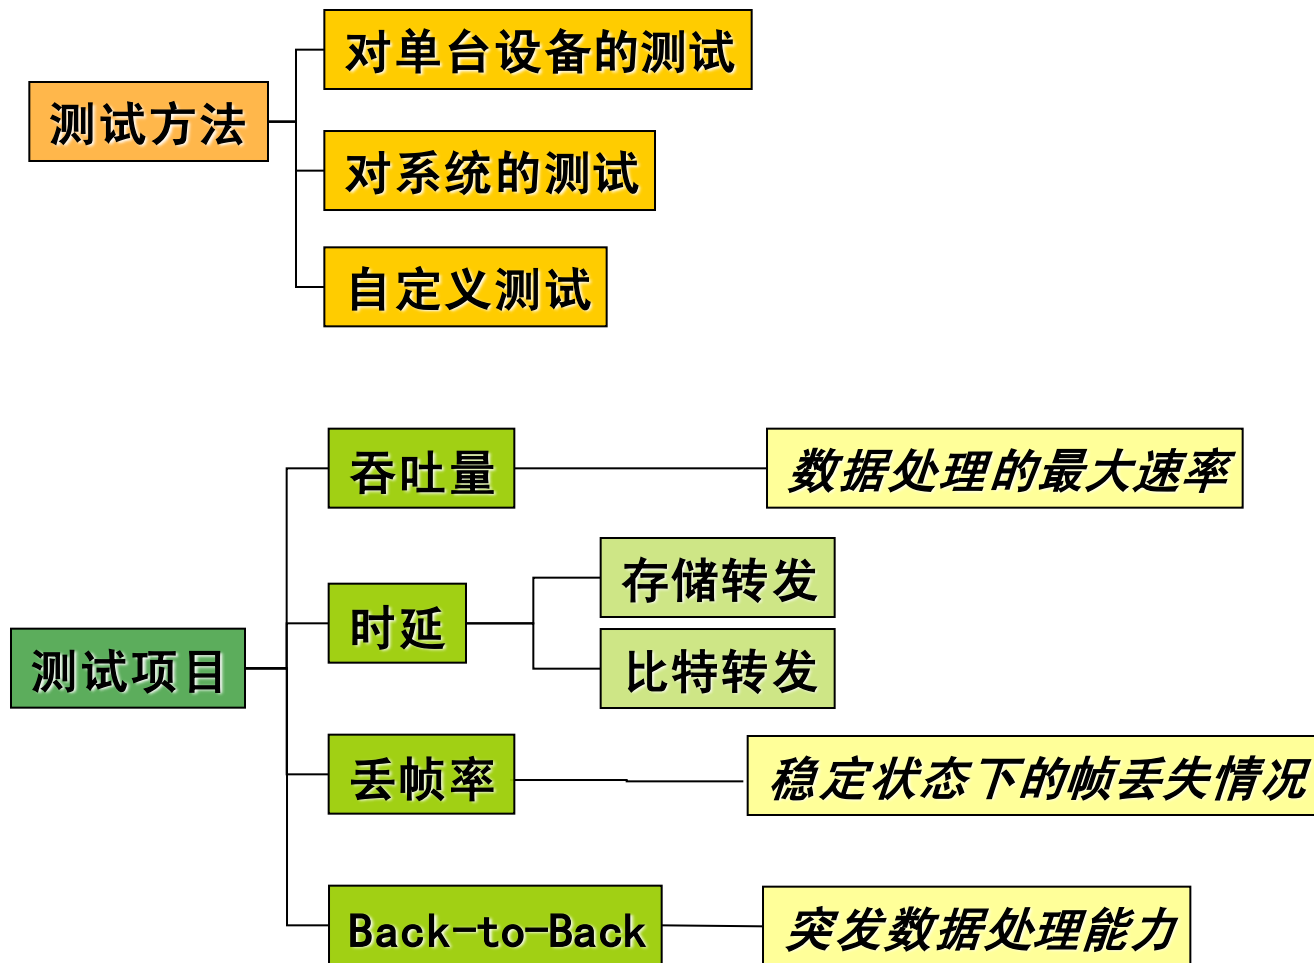 对单台设备的测试
测试方法
对系统的测试
自定义测试
吞吐量
数据处理的最大速率
时延
存储转发
比特转发
测试项目
丢帧率
稳定状态下的帧丢失情况
Back-to-Back
突发数据处理能力